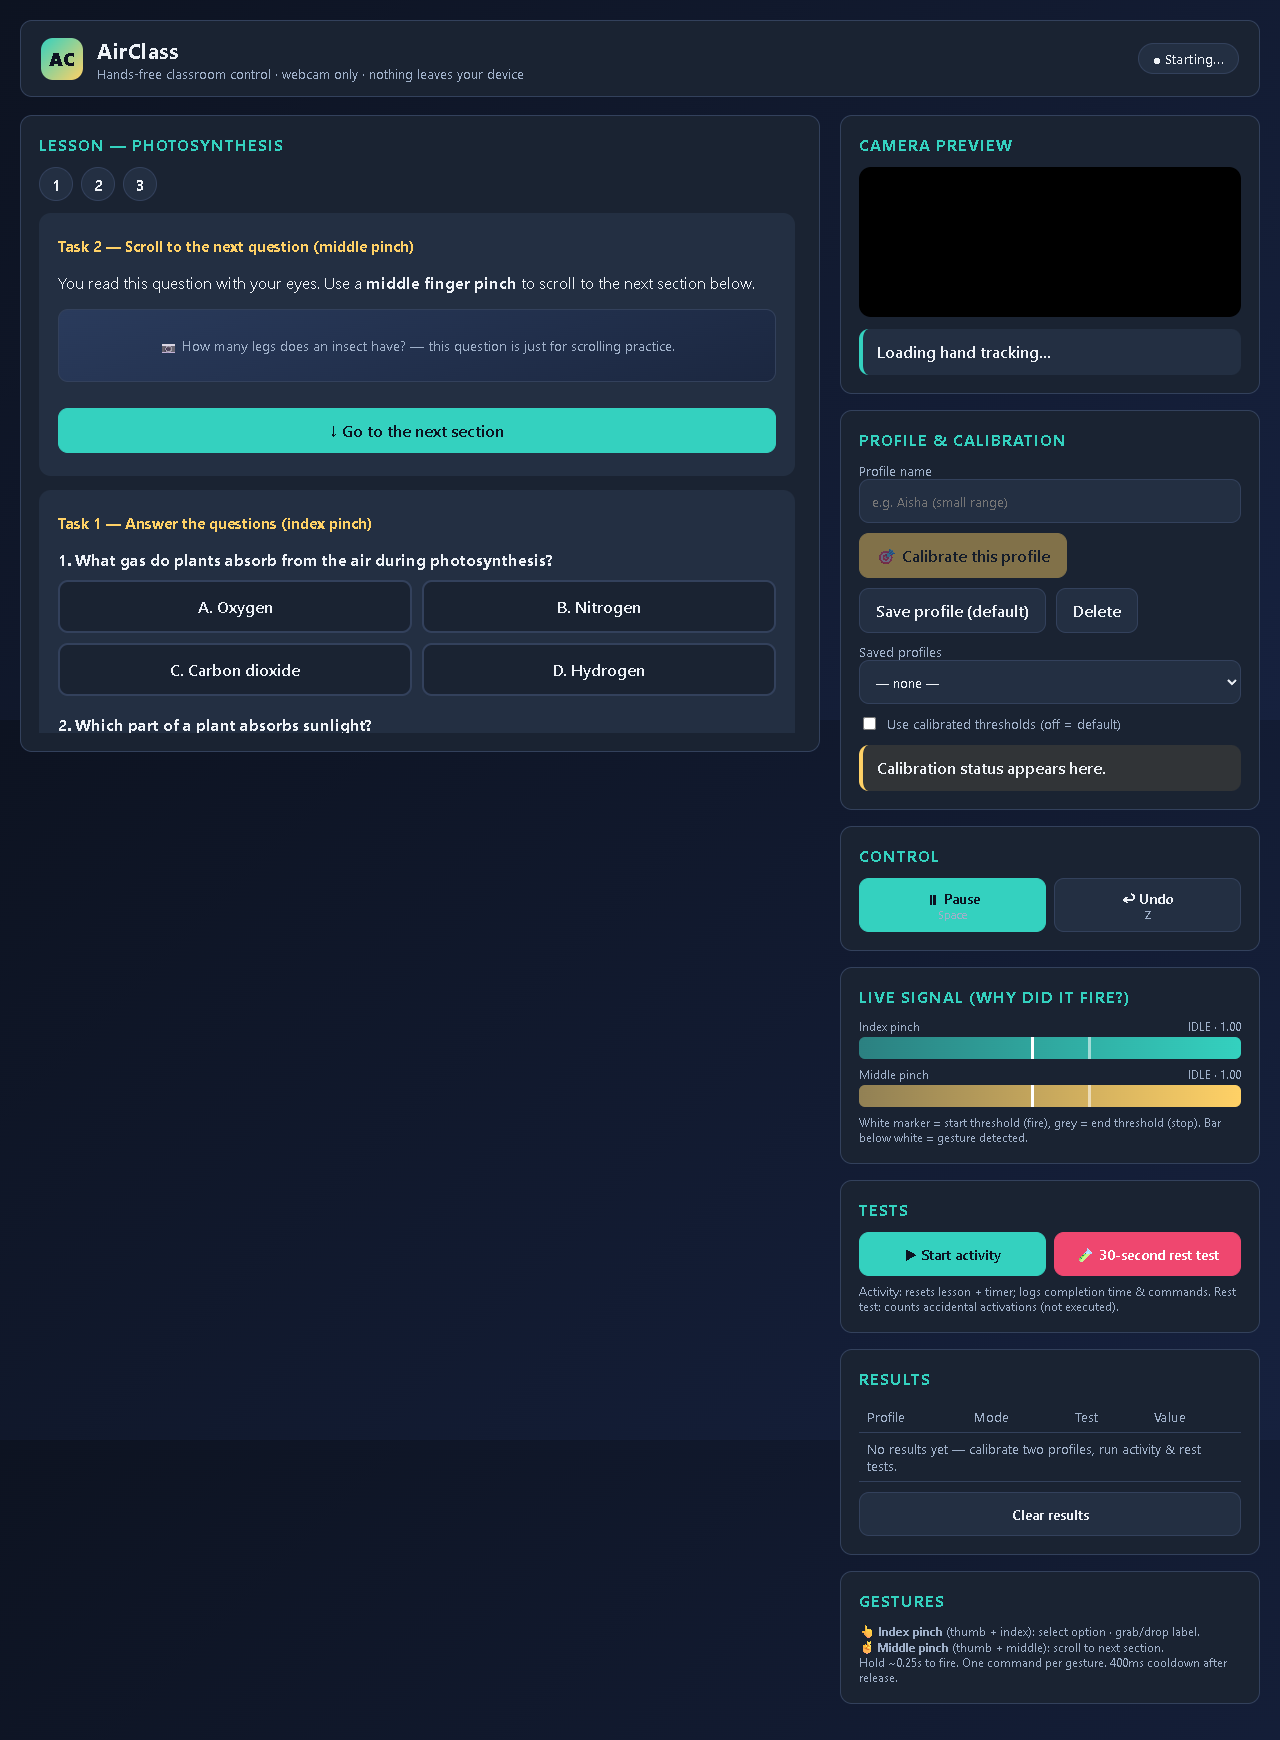 AC
AirClass
Hands-free classroom control · webcam only · nothing leaves your device
● Starting...
LESSON — PHOTOSYNTHESIS
1 2 3
Task 2 — Scroll to the next question (middle pinch)
You read this question with your eyes. Use a middle finger pinch to scroll to the next section below.
How many legs does an insect have? — this question is just for scrolling practice.
↓ Go to the next section
Task 1 — Answer the questions (index pinch)
1. What gas do plants absorb from the air during photosynthesis?
A. Oxygen
B. Nitrogen
C. Carbon dioxide
D. Hydrogen
2. Which part of a plant absorbs sunlight?
CAMERA PREVIEW
Loading hand tracking...
PROFILE & CALIBRATION
Profile name
e.g. Aisha (small range)
🎯 Calibrate this profile
Save profile (default)
Delete
Saved profiles
— none —
Use calibrated thresholds (off = default)
Calibration status appears here.
CONTROL
⏸ Pause
Space
↩ Undo
Z
LIVE SIGNAL (WHY DID IT FIRE?)
Index pinch IDLE · 1.00
Middle pinch IDLE · 1.00
White marker = start threshold (fire), grey = end threshold (stop). Bar
below white = gesture detected.
TESTS
▶ Start activity
30-second rest test
Activity: resets lesson + timer; logs completion time & commands. Rest
test: counts accidental activations (not executed).
RESULTS
Profile Mode Test Value
No results yet — calibrate two profiles, run activity & rest
tests.
Clear results
GESTURES
👆 Index pinch (thumb + index): select option · grab/drop label.
Middle pinch (thumb + middle): scroll to next section.
Hold ~0.25s to fire. One command per gesture. 400ms cooldown after
release.